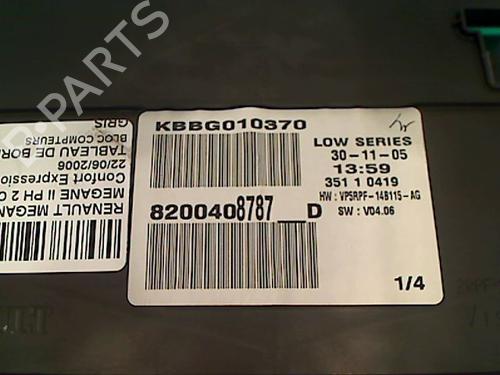 KBBG010370
LOW SERIES
30-11-05
13:59
351 1 0419
HW : VP5RPF-14B115-AG
SW : V04.06
8200408787__D
1/4
RENAULT MEGAN
MEGANE II PH 2 C
Confort Expression
22/06/2006
TABLEAU DE BOR
BLOC COMPTEURS
GRIS
B-PARTS